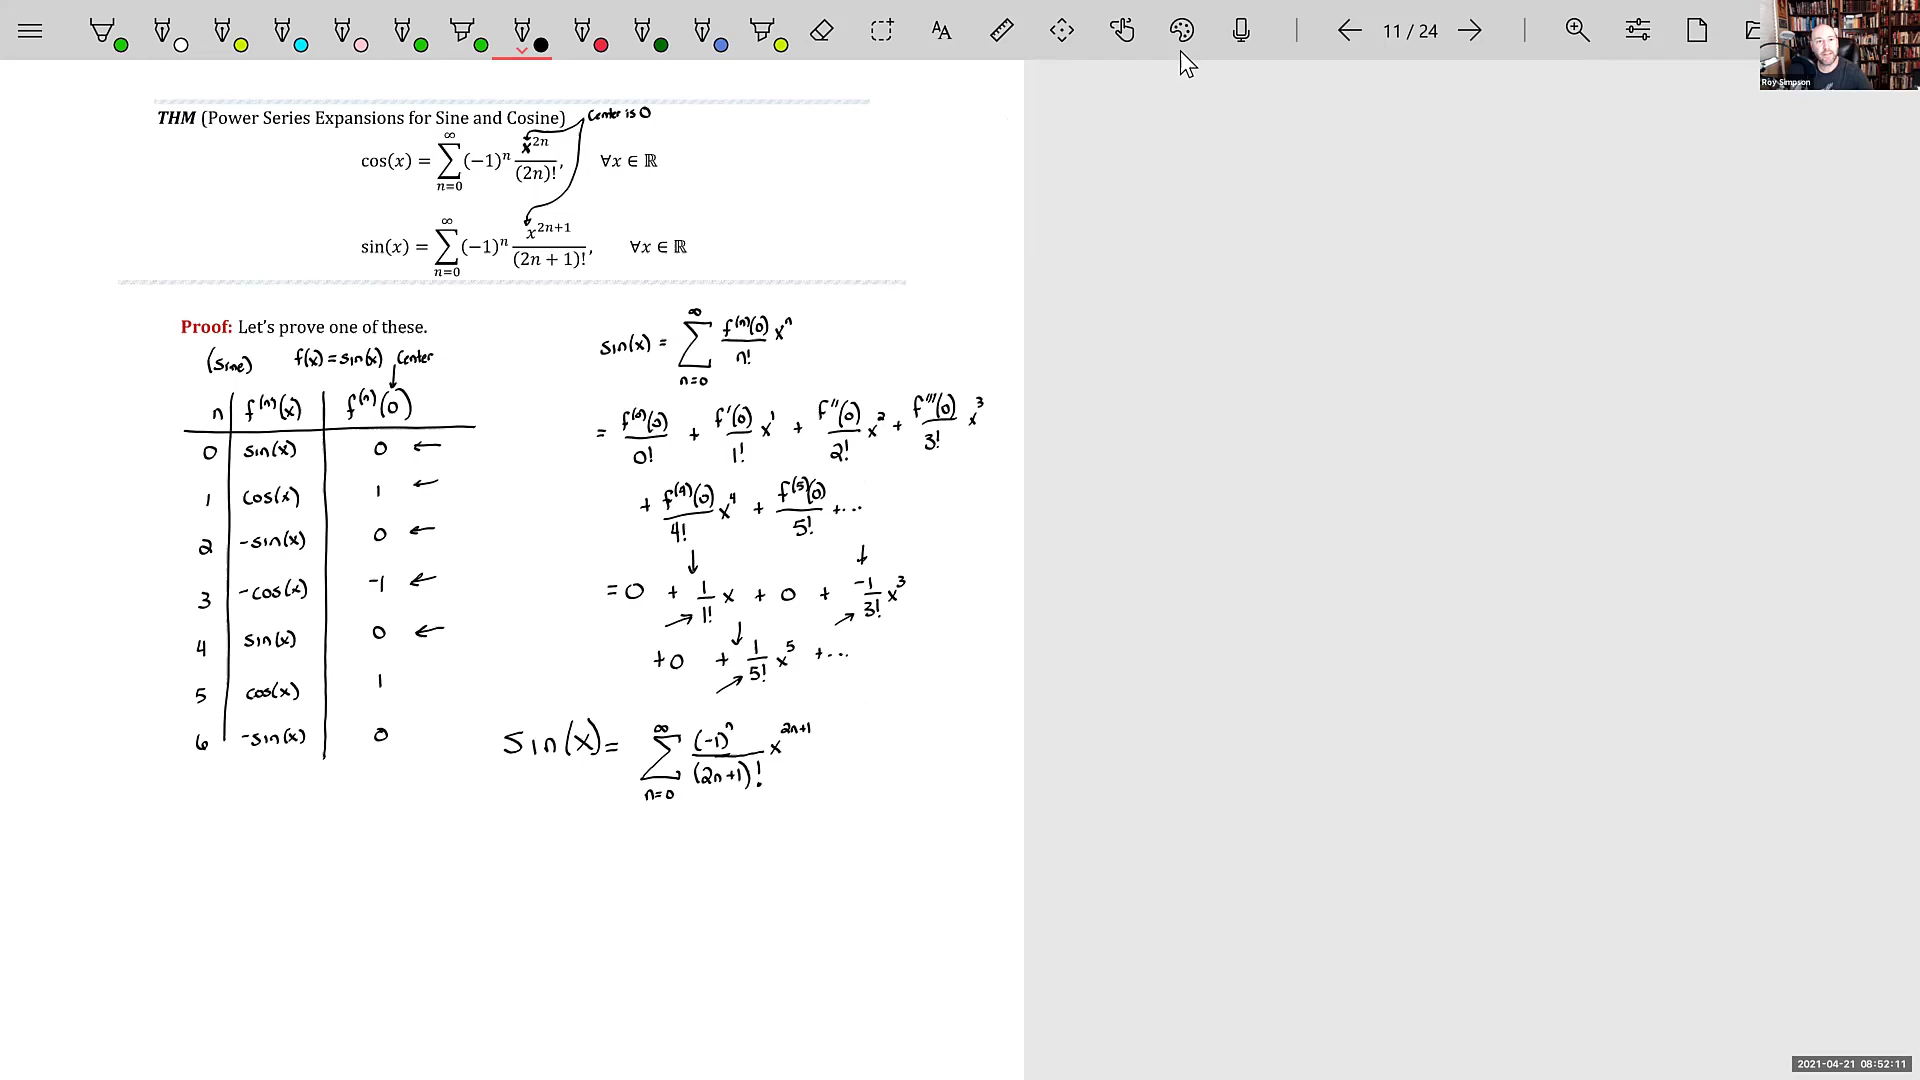 11 / 24
Roy Simpson
THM (Power Series Expansions for Sine and Cosine)
Center is 0
cos(x) = ∑_{n=0}^{∞} (−1)^n x^{2n}/(2n)!, ∀x ∈ ℝ
sin(x) = ∑_{n=0}^{∞} (−1)^n x^{2n+1}/(2n + 1)!, ∀x ∈ ℝ
Proof: Let's prove one of these.
(Sine) f(x) = sin(x) Center
n f^{(n)}(x) f^{(n)}(0)
0 sin(x) 0 ←
1 cos(x) 1 ←
2 -sin(x) 0 ←
3 -cos(x) -1 ←
4 sin(x) 0 ←
5 cos(x) 1
6 -sin(x) 0
sin(x) = ∑_{n=0}^{∞} f^{(n)}(0)/n! x^n
= f^{(0)}(0)/0! + f'(0)/1! x^1 + f''(0)/2! x^2 + f'''(0)/3! x^3
+ f^{(4)}(0)/4! x^4 + f^{(5)}(0)/5! + ...
= 0 + 1/1! x + 0 + -1/3! x^3
+0 + 1/5! x^5 + ...
sin(x) = ∑_{n=0}^{∞} (-1)^n/(2n+1)! x^{2n+1}
2021-04-21 08:52:11